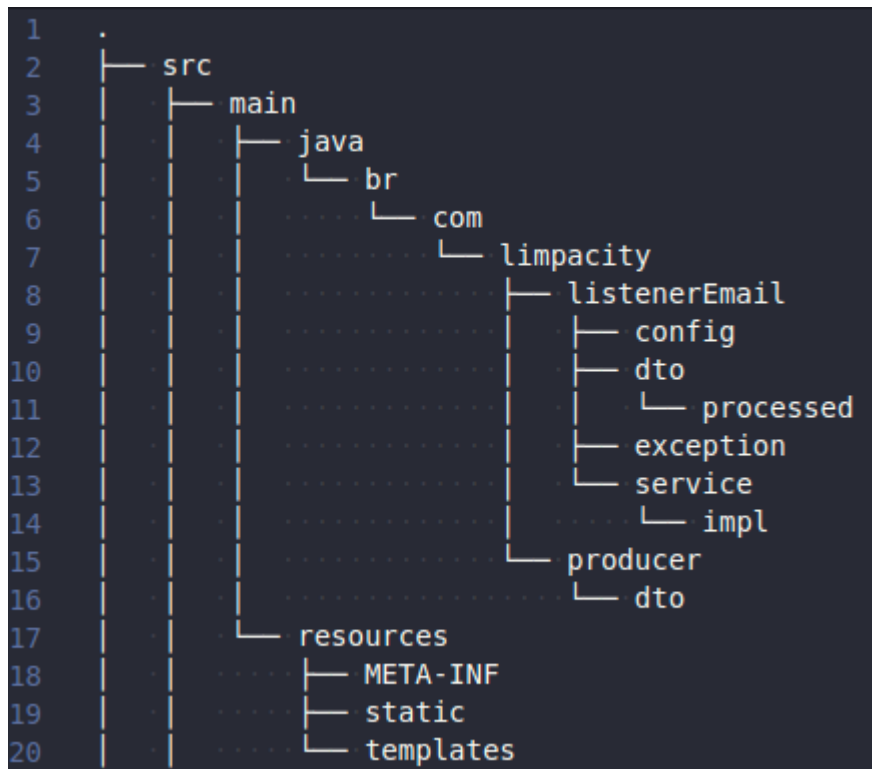 1 .
2 ├── src
3 │ ├── main
4 │ │ ├── java
5 │ │ │ └── br
6 │ │ │ └── com
7 │ │ │ └── limpacity
8 │ │ │ ├── listenerEmail
9 │ │ │ │ ├── config
10 │ │ │ │ ├── dto
11 │ │ │ │ │ └── processed
12 │ │ │ │ ├── exception
13 │ │ │ │ └── service
14 │ │ │ │ └── impl
15 │ │ │ └── producer
16 │ │ │ └── dto
17 │ │ └── resources
18 │ │ ├── META-INF
19 │ │ ├── static
20 │ │ └── templates